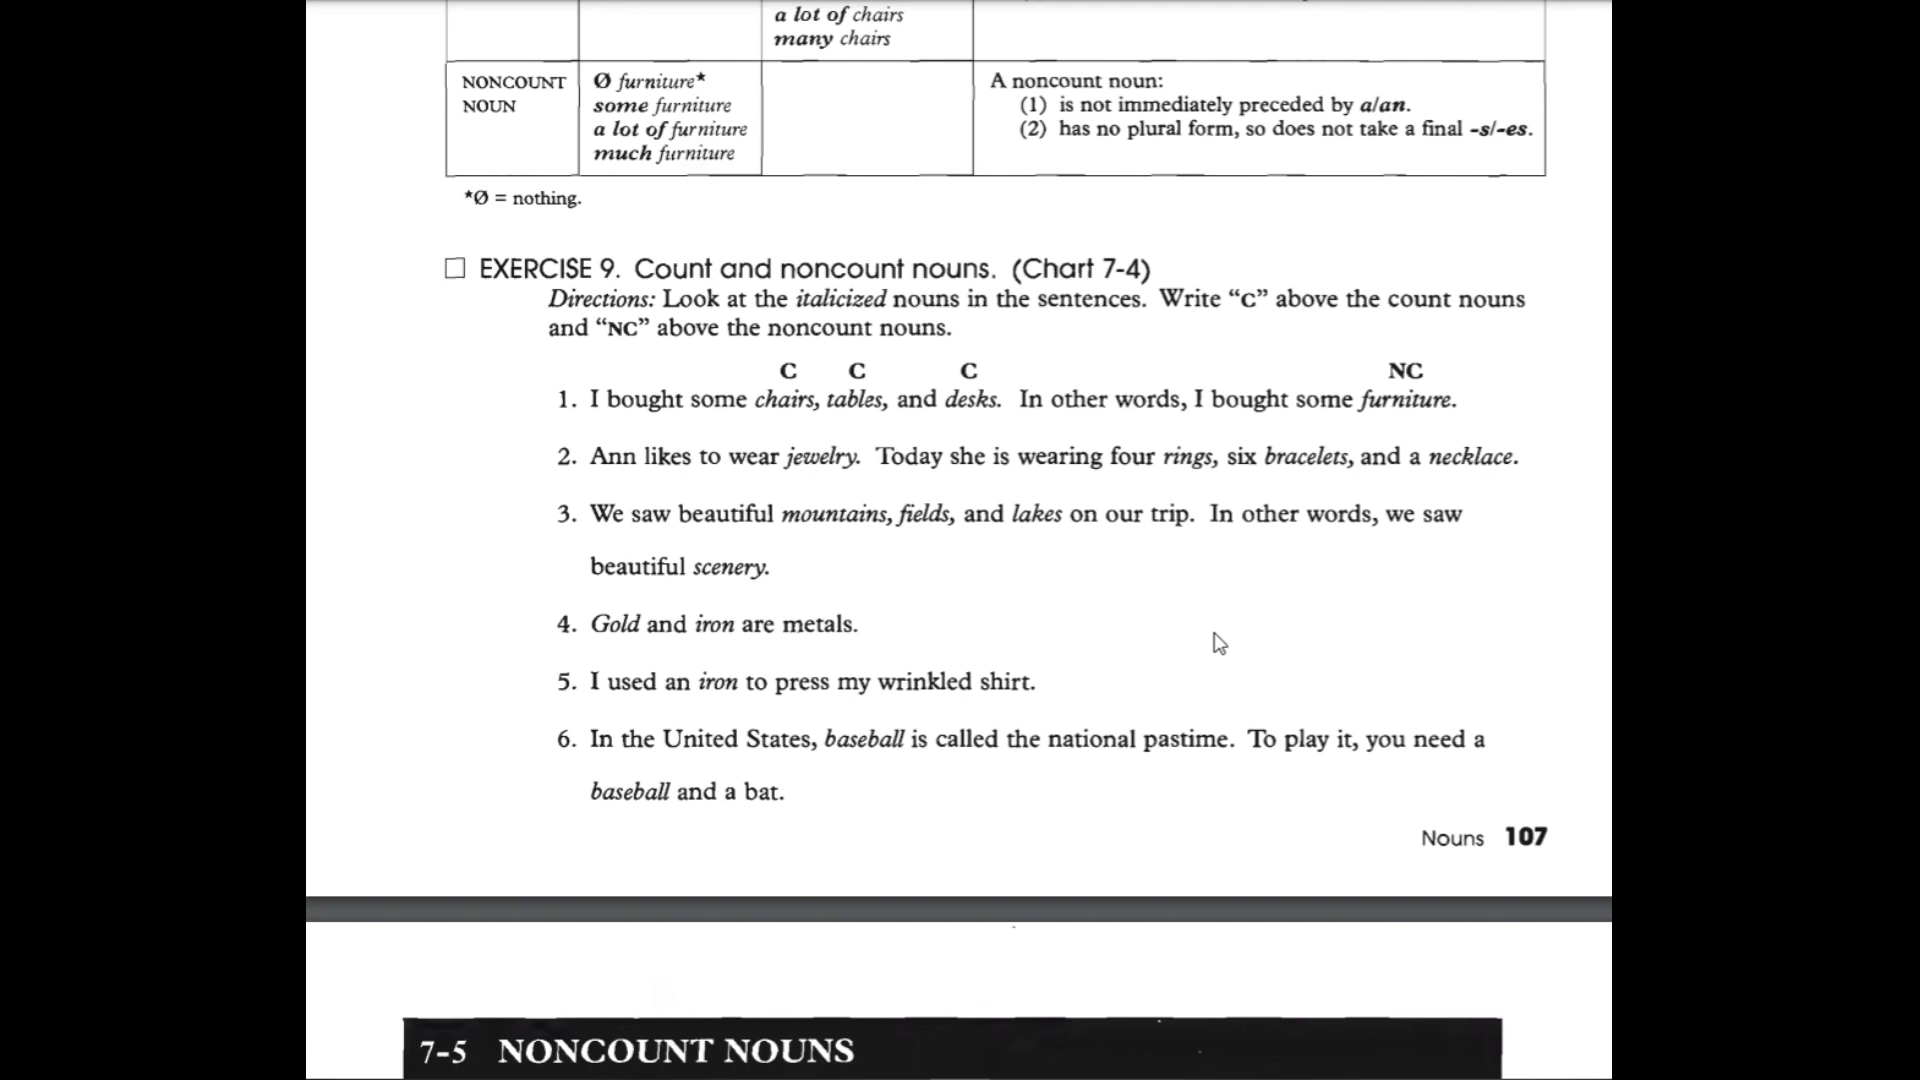 a lot of chairs
many chairs
NONCOUNT NOUN
Ø furniture*
some furniture
a lot of furniture
much furniture
A noncount noun:
(1) is not immediately preceded by a/an.
(2) has no plural form, so does not take a final -s/-es.
*Ø = nothing.
EXERCISE 9. Count and noncount nouns. (Chart 7-4)
Directions: Look at the italicized nouns in the sentences. Write “C” above the count nouns
and “NC” above the noncount nouns.
C C C NC
1. I bought some chairs, tables, and desks. In other words, I bought some furniture.
2. Ann likes to wear jewelry. Today she is wearing four rings, six bracelets, and a necklace.
3. We saw beautiful mountains, fields, and lakes on our trip. In other words, we saw
beautiful scenery.
4. Gold and iron are metals.
5. I used an iron to press my wrinkled shirt.
6. In the United States, baseball is called the national pastime. To play it, you need a
baseball and a bat.
Nouns 107
7-5 NONCOUNT NOUNS